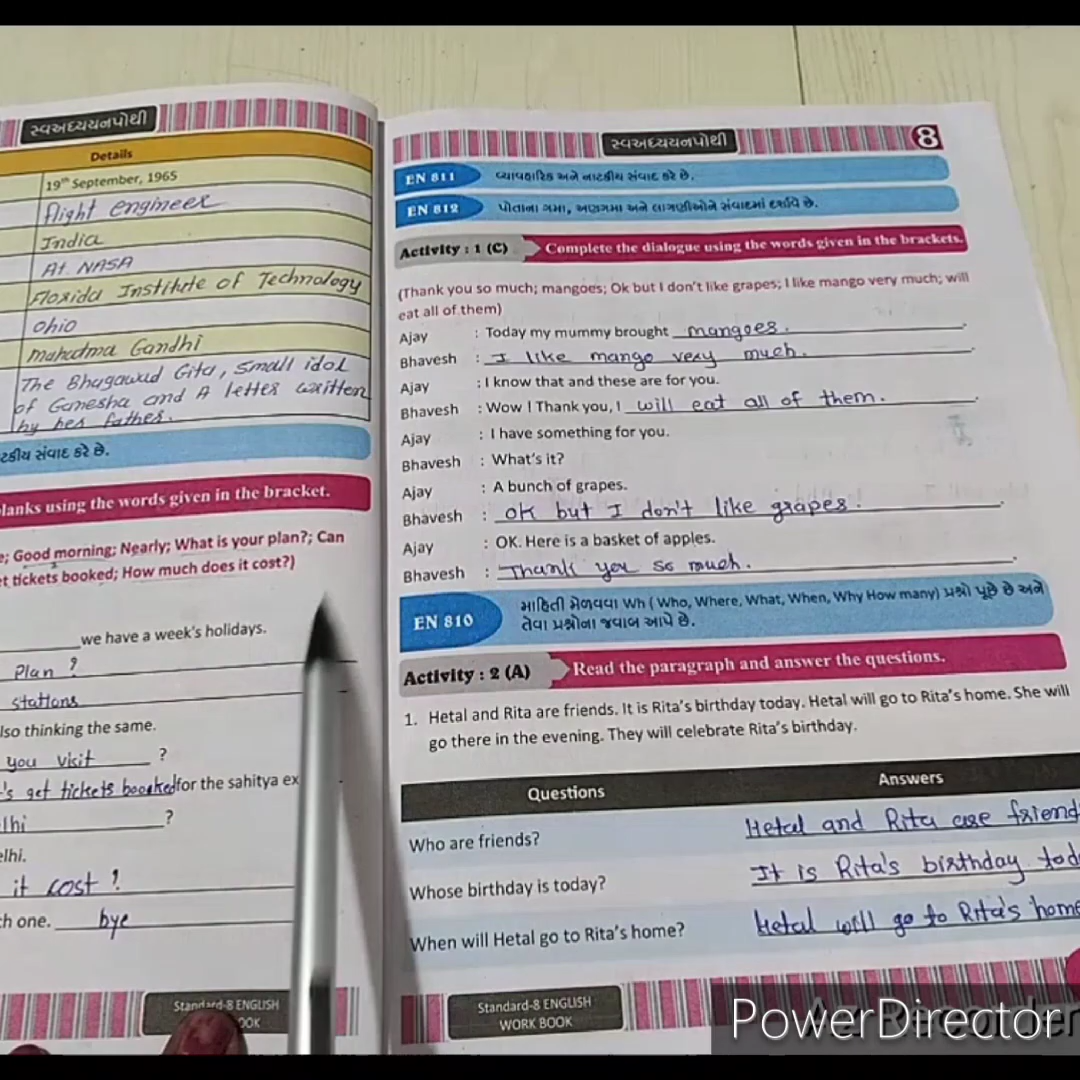 સ્વઅધ્યયનપોથી
Details
19th September, 1965
flight engineer
India
At NASA
Florida Institute of Technology
Ohio
mahatma Gandhi
The Bhagawad Gita, Small idol
of Ganesha and A letter written
by her father.
સંવાદ કરે છે.
lanks using the words given in the bracket.
e; Good morning; Nearly; What is your plan?; Can
et tickets booked; How much does it cost?)
we have a week's holidays.
Plan ?
stations
lso thinking the same.
you visit ?
's get tickets boooked for the sahitya ex
lhi ?
elhi.
it cost ?
ch one. bye
Standard-8 ENGLISH
OOK
સ્વઅધ્યયનપોથી 8
EN 811 વ્યાવહારિક અને નાટકીય સંવાદ કરે છે.
EN 812 પોતાના ગમા, અણગમા અને લાગણીઓને સંવાદમાં દર્શાવે છે.
Activity : 1 (C) Complete the dialogue using the words given in the brackets.
(Thank you so much; mangoes; Ok but I don't like grapes; I like mango very much; will
eat all of them)
Ajay : Today my mummy brought mangoes.
Bhavesh : I like mango very much.
Ajay : I know that and these are for you.
Bhavesh : Wow ! Thank you, I will eat all of them.
Ajay : I have something for you.
Bhavesh : What's it?
Ajay : A bunch of grapes.
Bhavesh : ok but I don't like grapes.
Ajay : OK. Here is a basket of apples.
Bhavesh : Thank you so much.
EN 810 માહિતી મેળવવા Wh ( Who, Where, What, When, Why How many) પ્રશ્નો પૂછે છે અને
તેવા પ્રશ્નોના જવાબ આપે છે.
Activity : 2 (A) Read the paragraph and answer the questions.
1. Hetal and Rita are friends. It is Rita's birthday today. Hetal will go to Rita's home. She will
go there in the evening. They will celebrate Rita's birthday.
Questions Answers
Who are friends? Hetal and Rita are friend
Whose birthday is today? It is Rita's birthday tod
When will Hetal go to Rita's home? Hetal will go to Rita's home
Standard-8 ENGLISH
WORK BOOK
PowerDirector